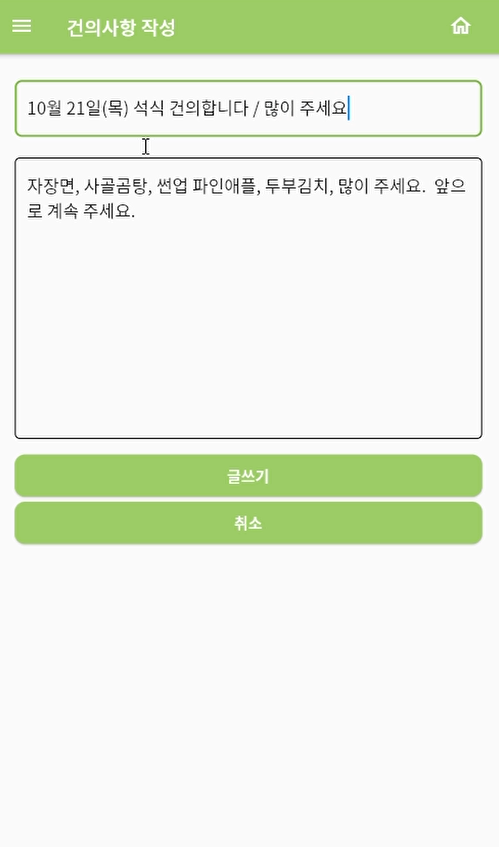 건의사항 작성
10월 21일(목) 석식 건의합니다 / 많이 주세요
자장면, 사골곰탕, 썬업 파인애플, 두부김치, 많이 주세요.  앞으
로 계속 주세요.
글쓰기
취소